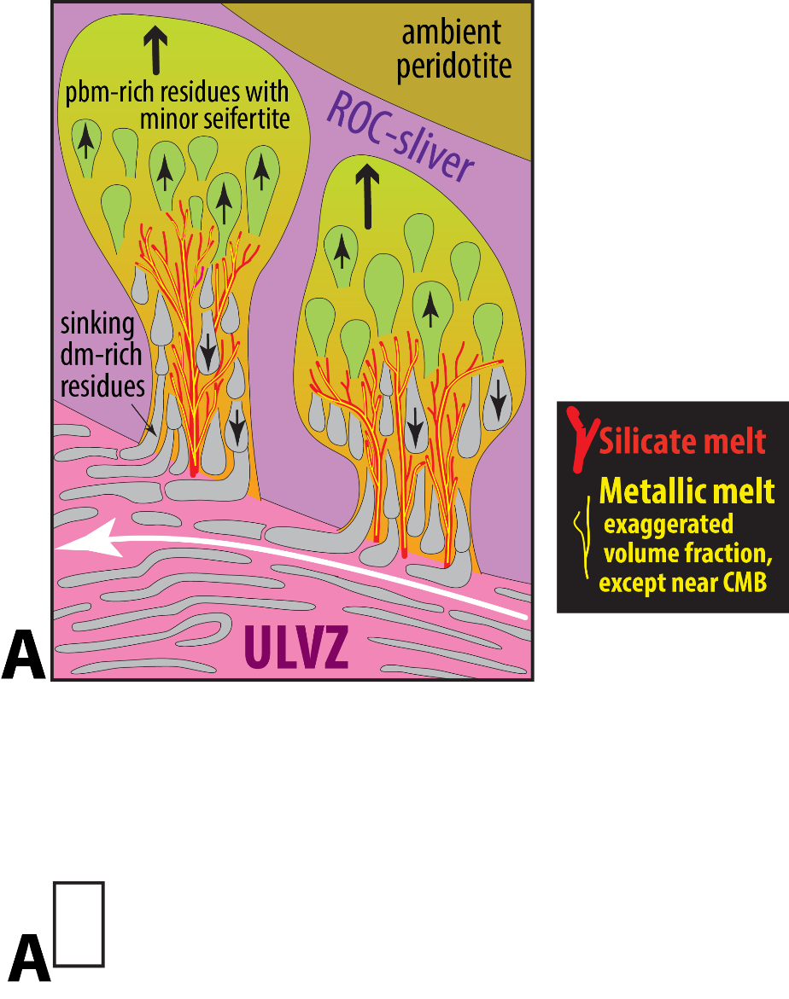 ambient
peridotite
pbm-rich residues with
minor seifertite
ROC-sliver
sinking
dm-rich
residues
Silicate melt
Metallic melt
exaggerated
volume fraction,
except near CMB
ULVZ
A
A